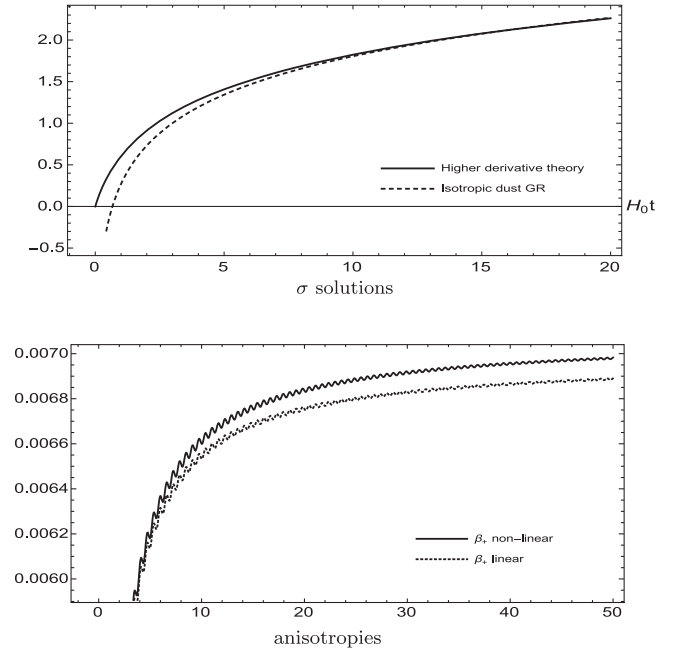 2.0
1.5
1.0
Higher derivative theory
0.5
Isotropic dust GR
0.0
H₀t
−0.5
0 5 10 15 20
σ solutions
0.0070
0.0068
0.0066
0.0064
0.0062
β₊ non−linear
β₊ linear
0.0060
0 10 20 30 40 50
anisotropies